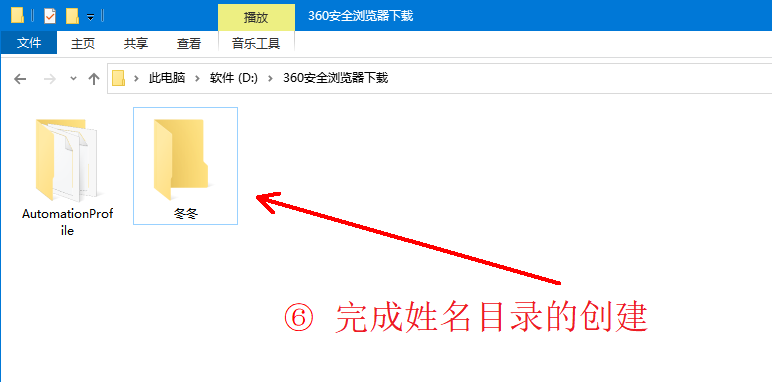 播放
360安全浏览器下载
文件
主页
共享
查看
音乐工具
此电脑
软件 (D:)
360安全浏览器下载
AutomationProf
ile
冬冬
⑥ 完成姓名目录的创建